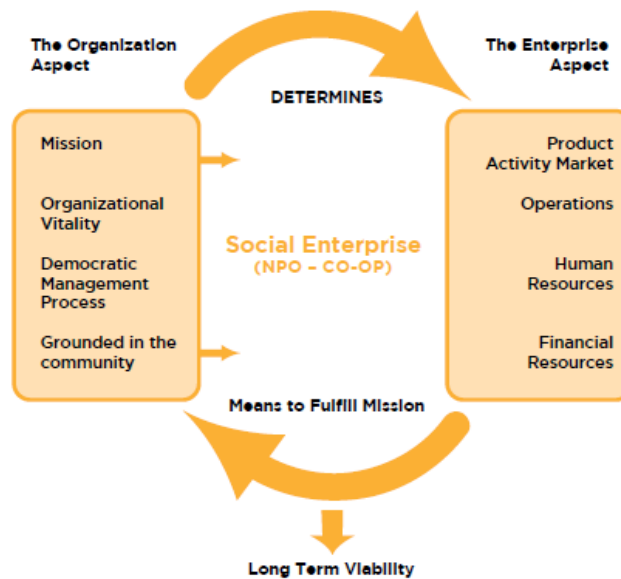 The Organization
Aspect
The Enterprise
Aspect
DETERMINES
Mission
Organizational
Vitality
Democratic
Management
Process
Grounded in the
community
Social Enterprise
(NPO – CO-OP)
Product
Activity Market
Operations
Human
Resources
Financial
Resources
Means to Fulfill Mission
Long Term Viability